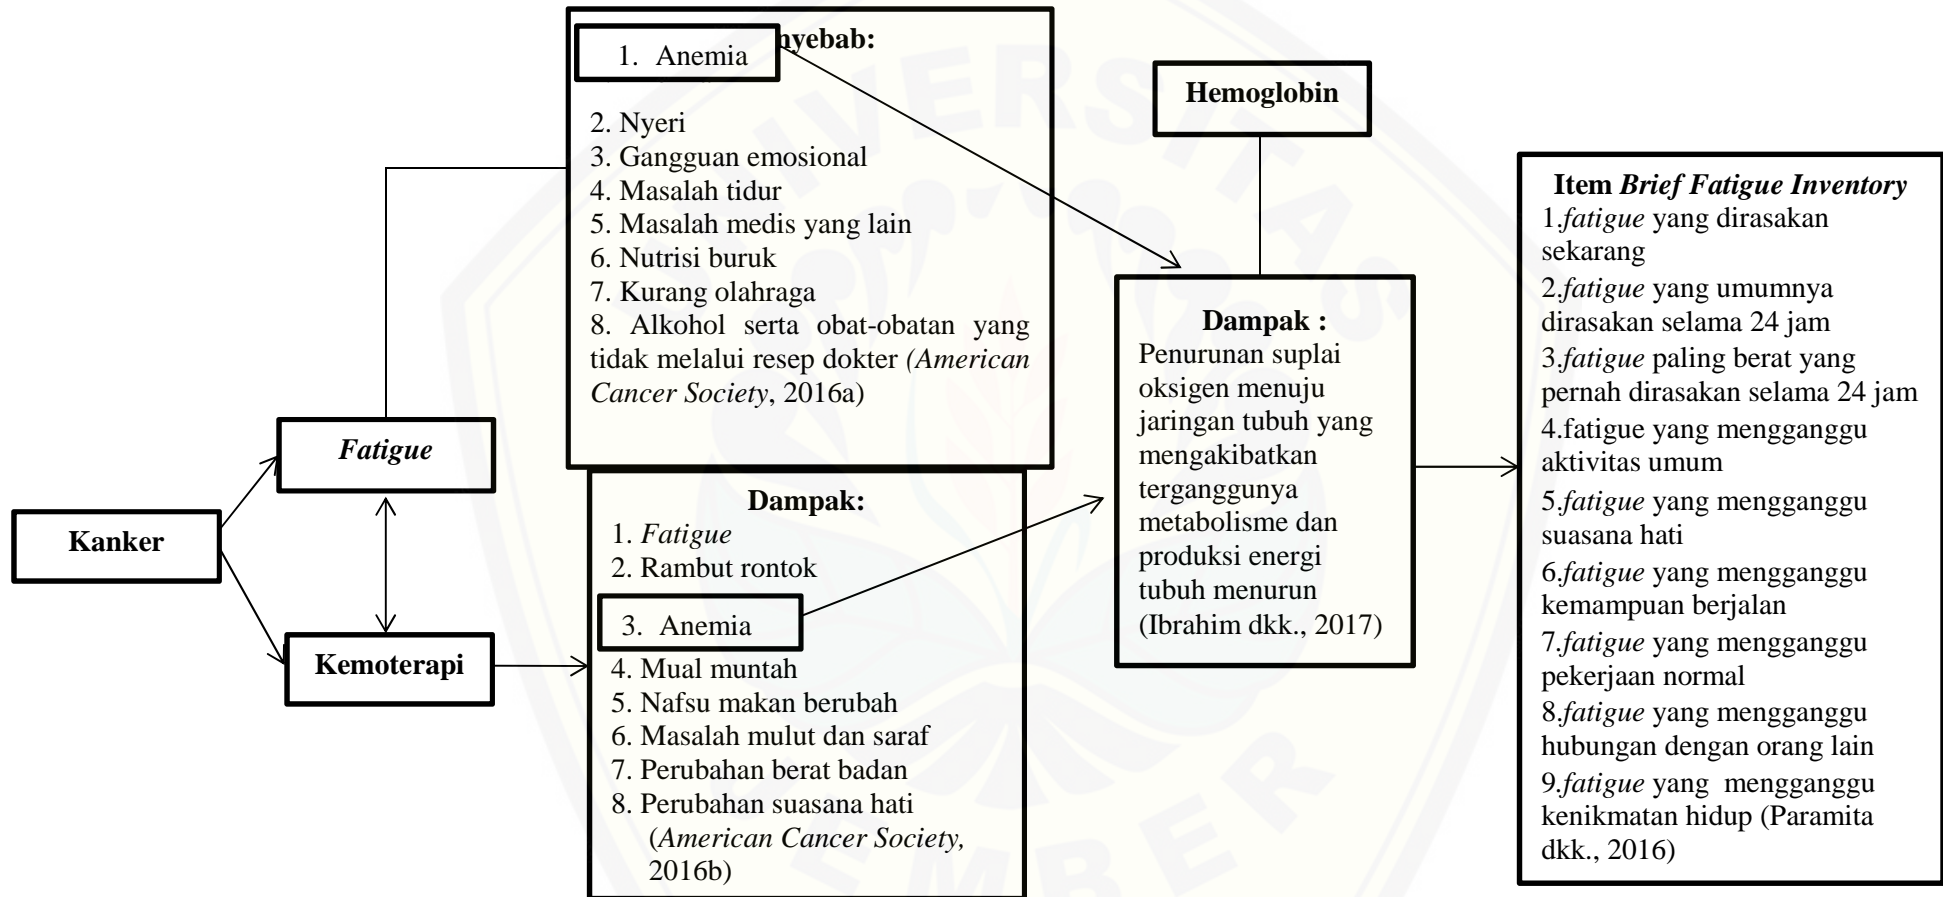 Kanker
Fatigue
Kemoterapi
nyebab:
1. Anemia
2. Nyeri
3. Gangguan emosional
4. Masalah tidur
5. Masalah medis yang lain
6. Nutrisi buruk
7. Kurang olahraga
8. Alkohol serta obat-obatan yang
tidak melalui resep dokter (American
Cancer Society, 2016a)
Dampak:
1. Fatigue
2. Rambut rontok
3. Anemia
4. Mual muntah
5. Nafsu makan berubah
6. Masalah mulut dan saraf
7. Perubahan berat badan
8. Perubahan suasana hati
(American Cancer Society,
2016b)
Hemoglobin
Dampak :
Penurunan suplai
oksigen menuju
jaringan tubuh yang
mengakibatkan
terganggunya
metabolisme dan
produksi energi
tubuh menurun
(Ibrahim dkk., 2017)
Item Brief Fatigue Inventory
1.fatigue yang dirasakan
sekarang
2.fatigue yang umumnya
dirasakan selama 24 jam
3.fatigue paling berat yang
pernah dirasakan selama 24 jam
4.fatigue yang mengganggu
aktivitas umum
5.fatigue yang mengganggu
suasana hati
6.fatigue yang mengganggu
kemampuan berjalan
7.fatigue yang mengganggu
pekerjaan normal
8.fatigue yang mengganggu
hubungan dengan orang lain
9.fatigue yang mengganggu
kenikmatan hidup (Paramita
dkk., 2016)
UNIVERSITAS
JEMBER